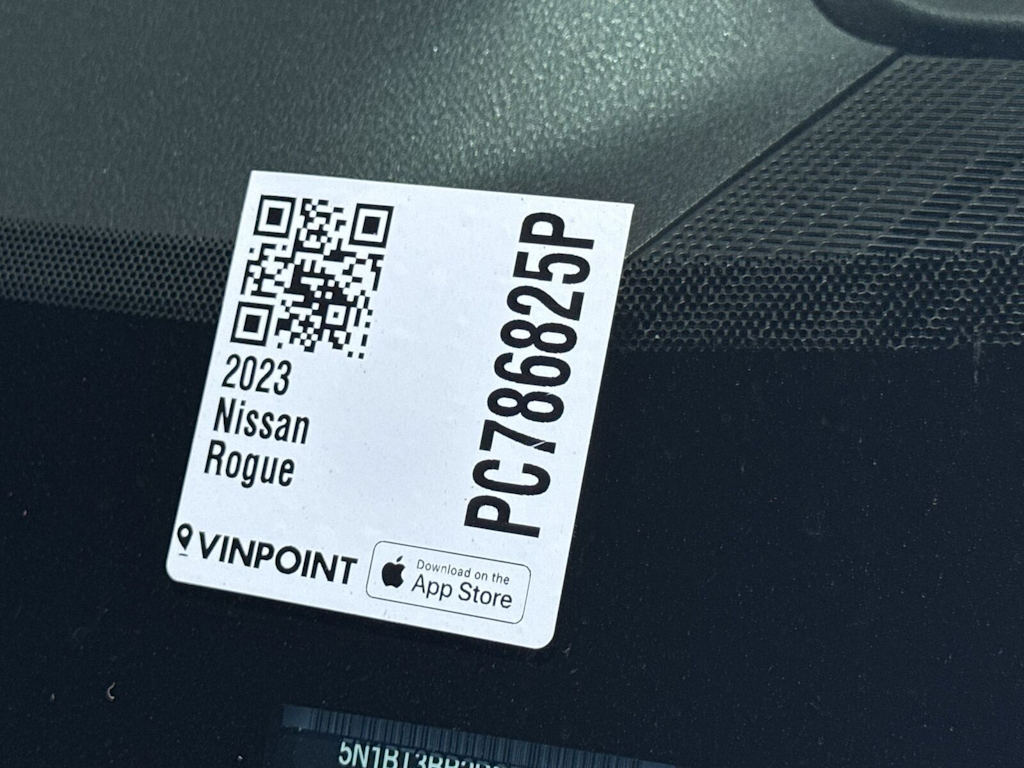 2023
Nissan
Rogue
PC786825P
VINPOINT
Download on the
App Store